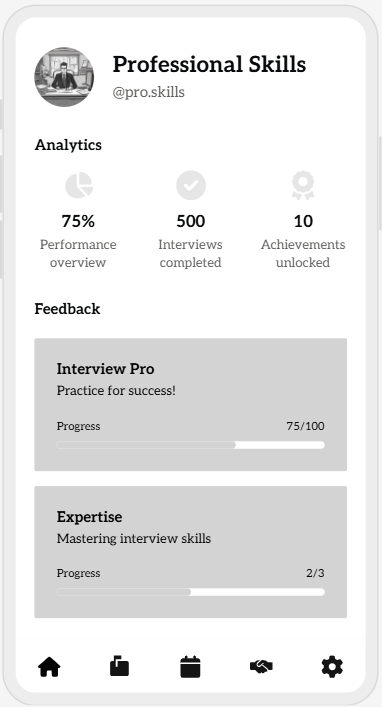 Professional Skills
@pro.skills
Analytics
75%
Performance
overview
500
Interviews
completed
10
Achievements
unlocked
Feedback
Interview Pro
Practice for success!
Progress 75/100
Expertise
Mastering interview skills
Progress 2/3